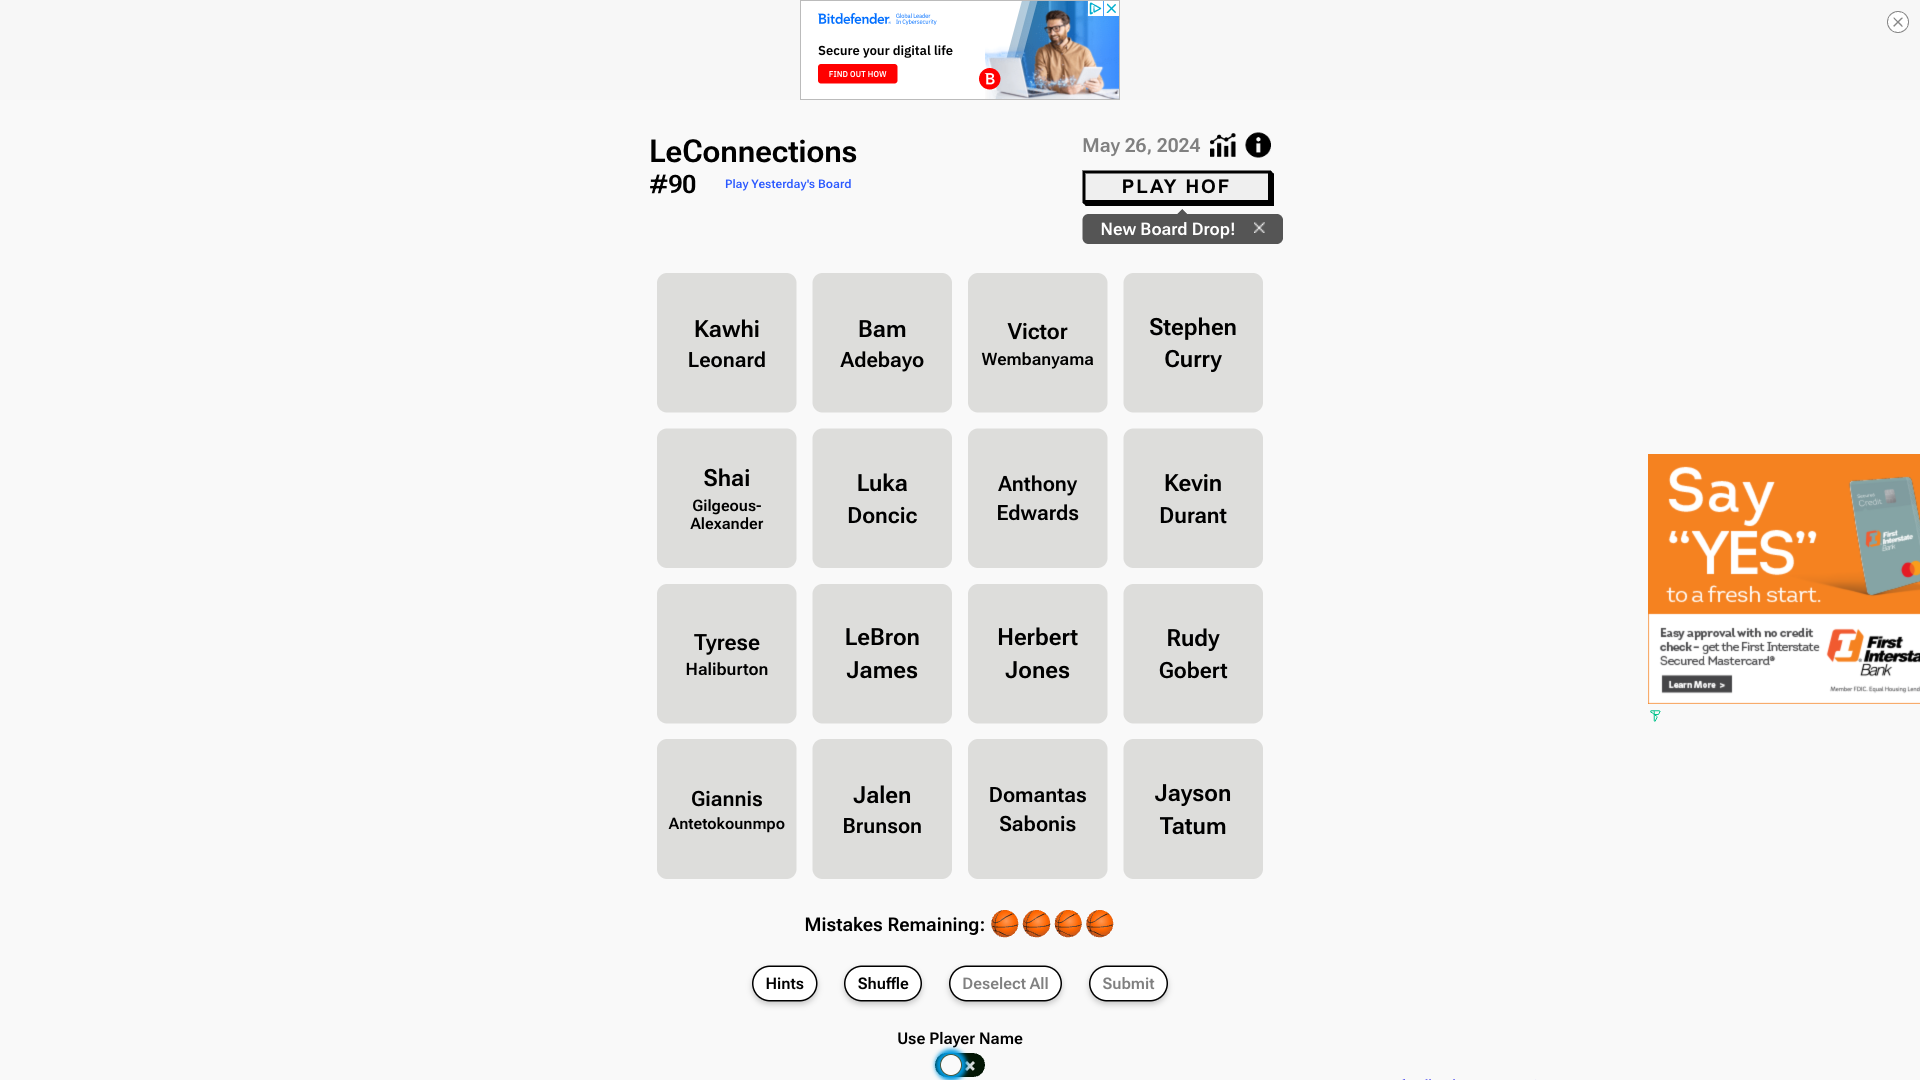 Bitdefender.
Global Leader
In Cybersecurity
Secure your digital life
FIND OUT HOW
B
LeConnections
#90
Play Yesterday's Board
May 26, 2024
PLAY HOF
New Board Drop!
Kawhi
Leonard
Bam
Adebayo
Victor
Wembanyama
Stephen
Curry
Shai
Gilgeous-
Alexander
Luka
Doncic
Anthony
Edwards
Kevin
Durant
Tyrese
Haliburton
LeBron
James
Herbert
Jones
Rudy
Gobert
Giannis
Antetokounmpo
Jalen
Brunson
Domantas
Sabonis
Jayson
Tatum
Mistakes Remaining:
Hints
Shuffle
Deselect All
Submit
Use Player Name
Say
“YES”
to a fresh start.
Secured
Credit
First
Interstate
Bank
Easy approval with no credit
check – get the First Interstate
Secured Mastercard®
Learn More >
First
Intersta
Bank
Member FDIC. Equal Housing Lend